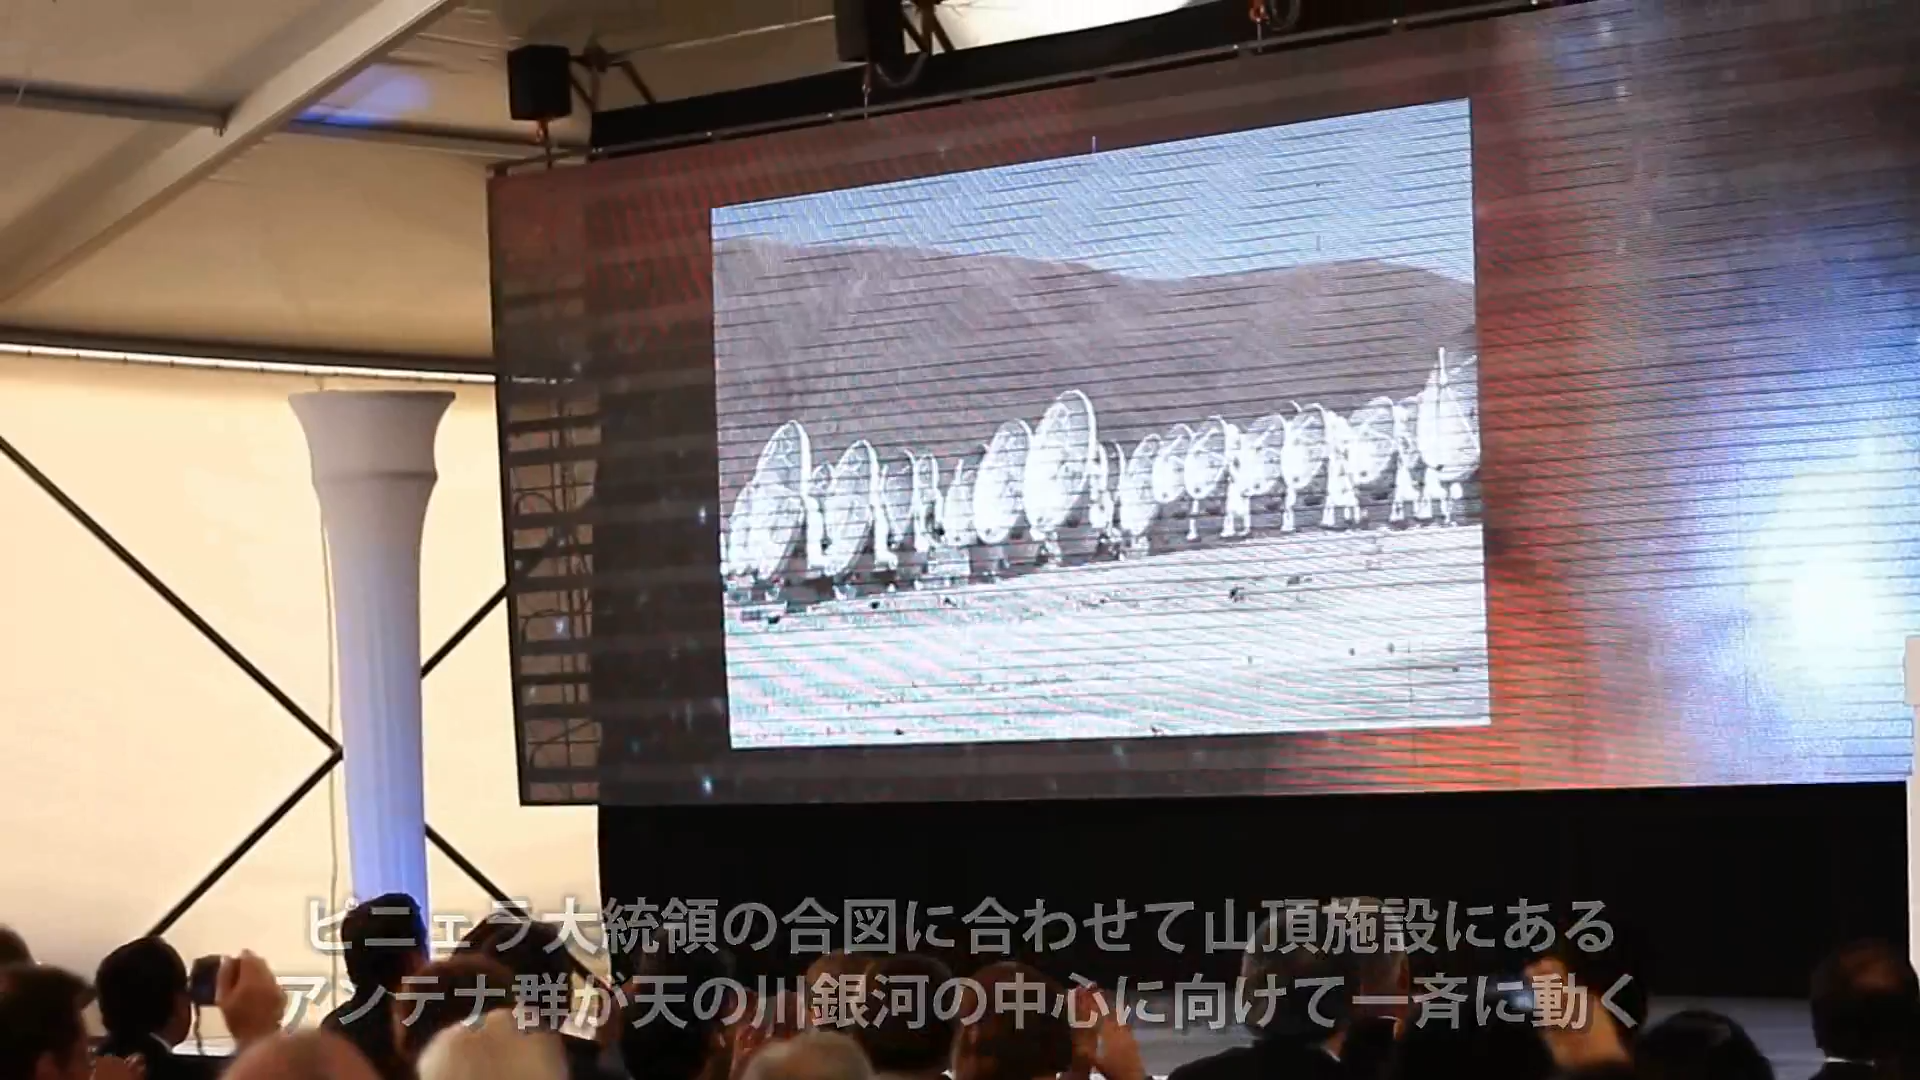 ピニェラ大統領の合図に合わせて山頂施設にある
アンテナ群が天の川銀河の中心に向けて一斉に動く